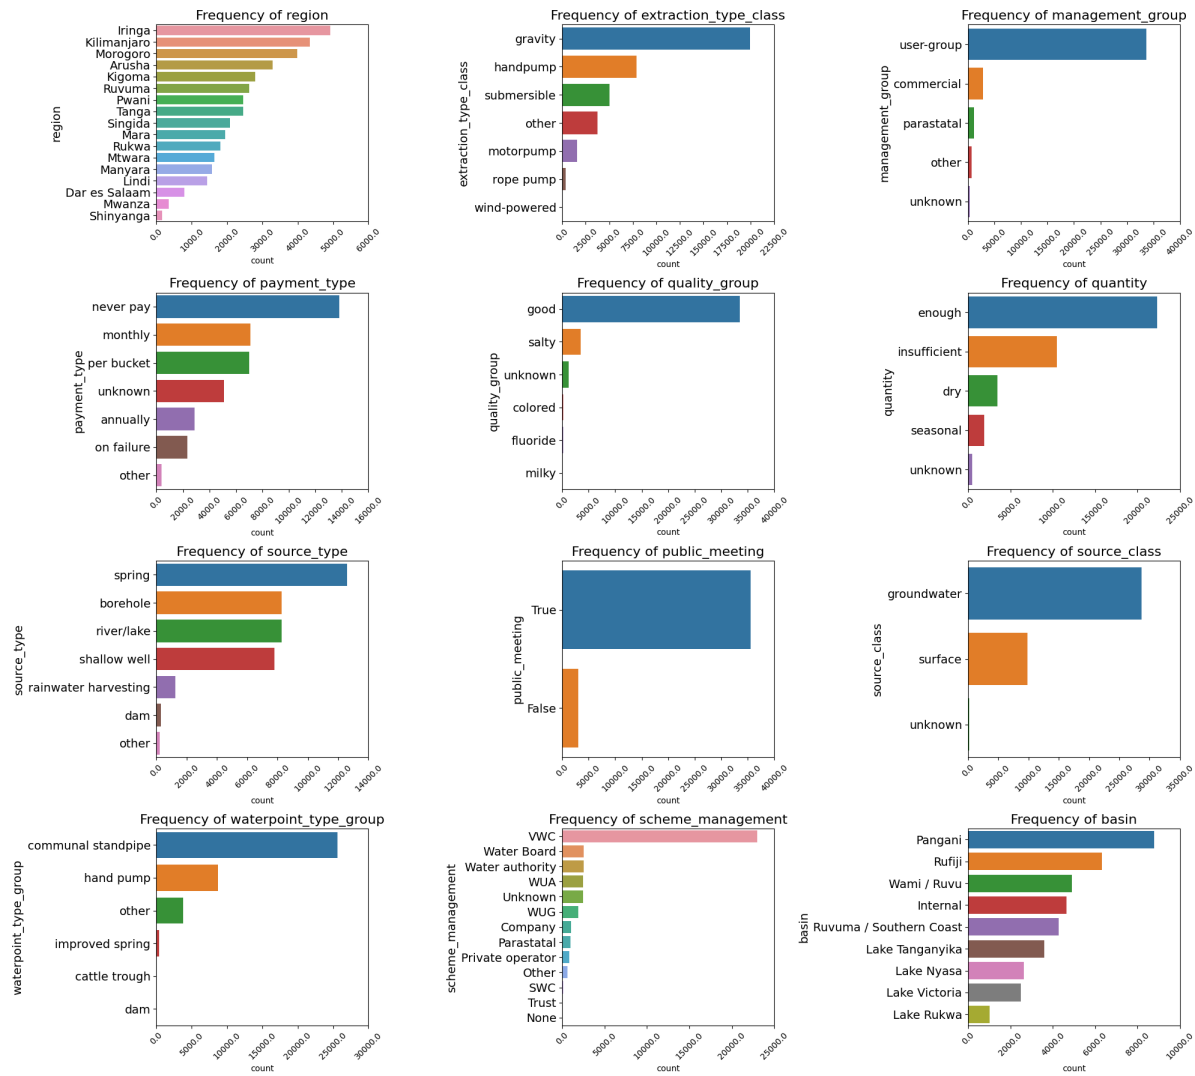 Frequency of region
region
Iringa
Kilimanjaro
Morogoro
Arusha
Kigoma
Ruvuma
Pwani
Tanga
Singida
Mara
Rukwa
Mtwara
Manyara
Lindi
Dar es Salaam
Mwanza
Shinyanga
0.0 1000.0 2000.0 3000.0 4000.0 5000.0 6000.0
count
Frequency of extraction_type_class
extraction_type_class
gravity
handpump
submersible
other
motorpump
rope pump
wind-powered
0.0 2500.0 5000.0 7500.0 10000.0 12500.0 15000.0 17500.0 20000.0 22500.0
count
Frequency of management_group
management_group
user-group
commercial
parastatal
other
unknown
0.0 5000.0 10000.0 15000.0 20000.0 25000.0 30000.0 35000.0 40000.0
count
Frequency of payment_type
payment_type
never pay
monthly
per bucket
unknown
annually
on failure
other
0.0 2000.0 4000.0 6000.0 8000.0 10000.0 12000.0 14000.0 16000.0
count
Frequency of quality_group
quality_group
good
salty
unknown
colored
fluoride
milky
0.0 5000.0 10000.0 15000.0 20000.0 25000.0 30000.0 35000.0 40000.0
count
Frequency of quantity
quantity
enough
insufficient
dry
seasonal
unknown
0.0 5000.0 10000.0 15000.0 20000.0 25000.0
count
Frequency of source_type
source_type
spring
borehole
river/lake
shallow well
rainwater harvesting
dam
other
0.0 2000.0 4000.0 6000.0 8000.0 10000.0 12000.0 14000.0
count
Frequency of public_meeting
public_meeting
True
False
0.0 5000.0 10000.0 15000.0 20000.0 25000.0 30000.0 35000.0 40000.0
count
Frequency of source_class
source_class
groundwater
surface
unknown
0.0 5000.0 10000.0 15000.0 20000.0 25000.0 30000.0 35000.0
count
Frequency of waterpoint_type_group
waterpoint_type_group
communal standpipe
hand pump
other
improved spring
cattle trough
dam
0.0 5000.0 10000.0 15000.0 20000.0 25000.0 30000.0
count
Frequency of scheme_management
scheme_management
VWC
Water Board
Water authority
WUA
Unknown
WUG
Company
Parastatal
Private operator
Other
SWC
Trust
None
0.0 5000.0 10000.0 15000.0 20000.0 25000.0
count
Frequency of basin
basin
Pangani
Rufiji
Wami / Ruvu
Internal
Ruvuma / Southern Coast
Lake Tanganyika
Lake Nyasa
Lake Victoria
Lake Rukwa
0.0 2000.0 4000.0 6000.0 8000.0 10000.0
count